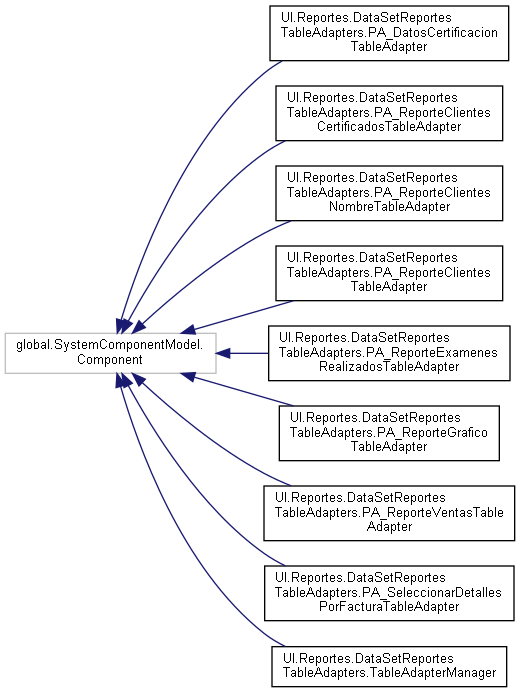 UI.Reportes.DataSetReportes
TableAdapters.PA_DatosCertificacion
TableAdapter
UI.Reportes.DataSetReportes
TableAdapters.PA_ReporteClientes
CertificadosTableAdapter
UI.Reportes.DataSetReportes
TableAdapters.PA_ReporteClientes
NombreTableAdapter
UI.Reportes.DataSetReportes
TableAdapters.PA_ReporteClientes
TableAdapter
global.SystemComponentModel.
Component
UI.Reportes.DataSetReportes
TableAdapters.PA_ReporteExamenes
RealizadosTableAdapter
UI.Reportes.DataSetReportes
TableAdapters.PA_ReporteGrafico
TableAdapter
UI.Reportes.DataSetReportes
TableAdapters.PA_ReporteVentasTable
Adapter
UI.Reportes.DataSetReportes
TableAdapters.PA_SeleccionarDetalles
PorFacturaTableAdapter
UI.Reportes.DataSetReportes
TableAdapters.TableAdapterManager